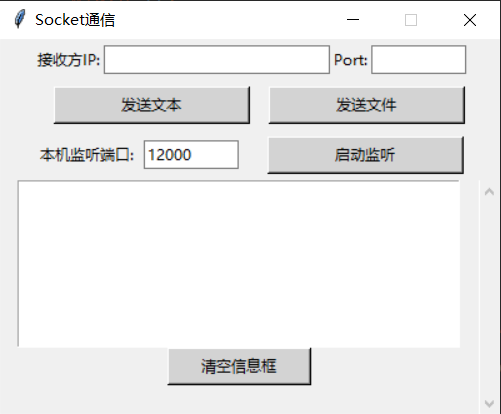 Socket通信
接收方IP: Port:
发送文本 发送文件
本机监听端口: 12000 启动监听
清空信息框